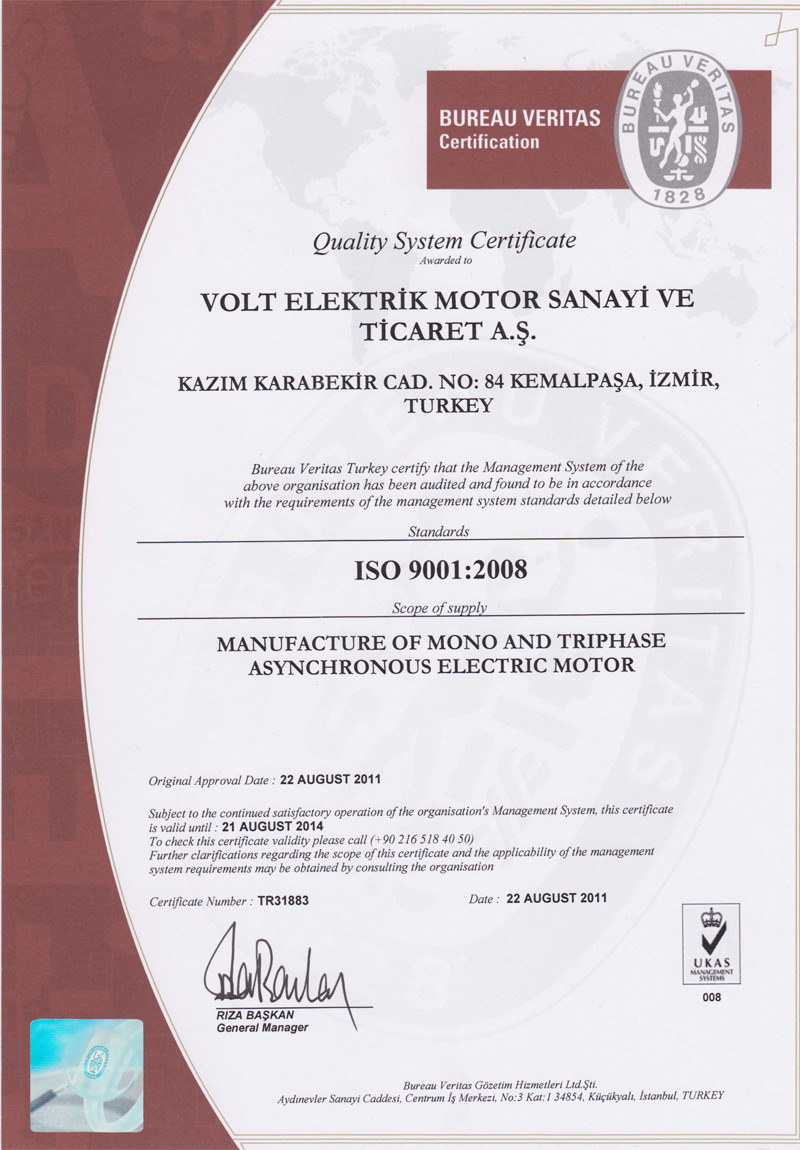 BUREAU VERITAS
Certification
BUREAU VERITAS
1828
Quality System Certificate
Awarded to
VOLT ELEKTRİK MOTOR SANAYİ VE
TİCARET A.Ş.
KAZIM KARABEKİR CAD. NO: 84 KEMALPAŞA, İZMİR,
TURKEY
Bureau Veritas Turkey certify that the Management System of the
above organisation has been audited and found to be in accordance
with the requirements of the management system standards detailed below
Standards
ISO 9001:2008
Scope of supply
MANUFACTURE OF MONO AND TRIPHASE
ASYNCHRONOUS ELECTRIC MOTOR
Original Approval Date : 22 AUGUST 2011
Subject to the continued satisfactory operation of the organisation's Management System, this certificate
is valid until : 21 AUGUST 2014
To check this certificate validity please call (+90 216 518 40 50)
Further clarifications regarding the scope of this certificate and the applicability of the management
system requirements may be obtained by consulting the organisation
Certificate Number : TR31883 Date : 22 AUGUST 2011
RIZA BAŞKAN
General Manager
UKAS
MANAGEMENT
SYSTEMS
008
Bureau Veritas Gözetim Hizmetleri Ltd.Şti.
Aydınevler Sanayi Caddesi, Centrum İş Merkezi, No:3 Kat:1 34854, Küçükyalı, İstanbul, TURKEY